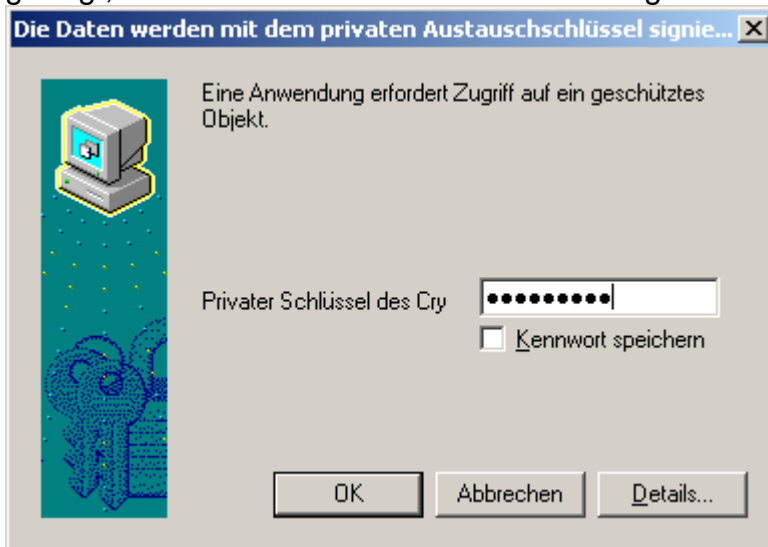 Die Daten werden mit dem privaten Austauschschlüssel signie...
Eine Anwendung erfordert Zugriff auf ein geschütztes
Objekt.
Privater Schlüssel des Cry
Kennwort speichern
OK Abbrechen Details...